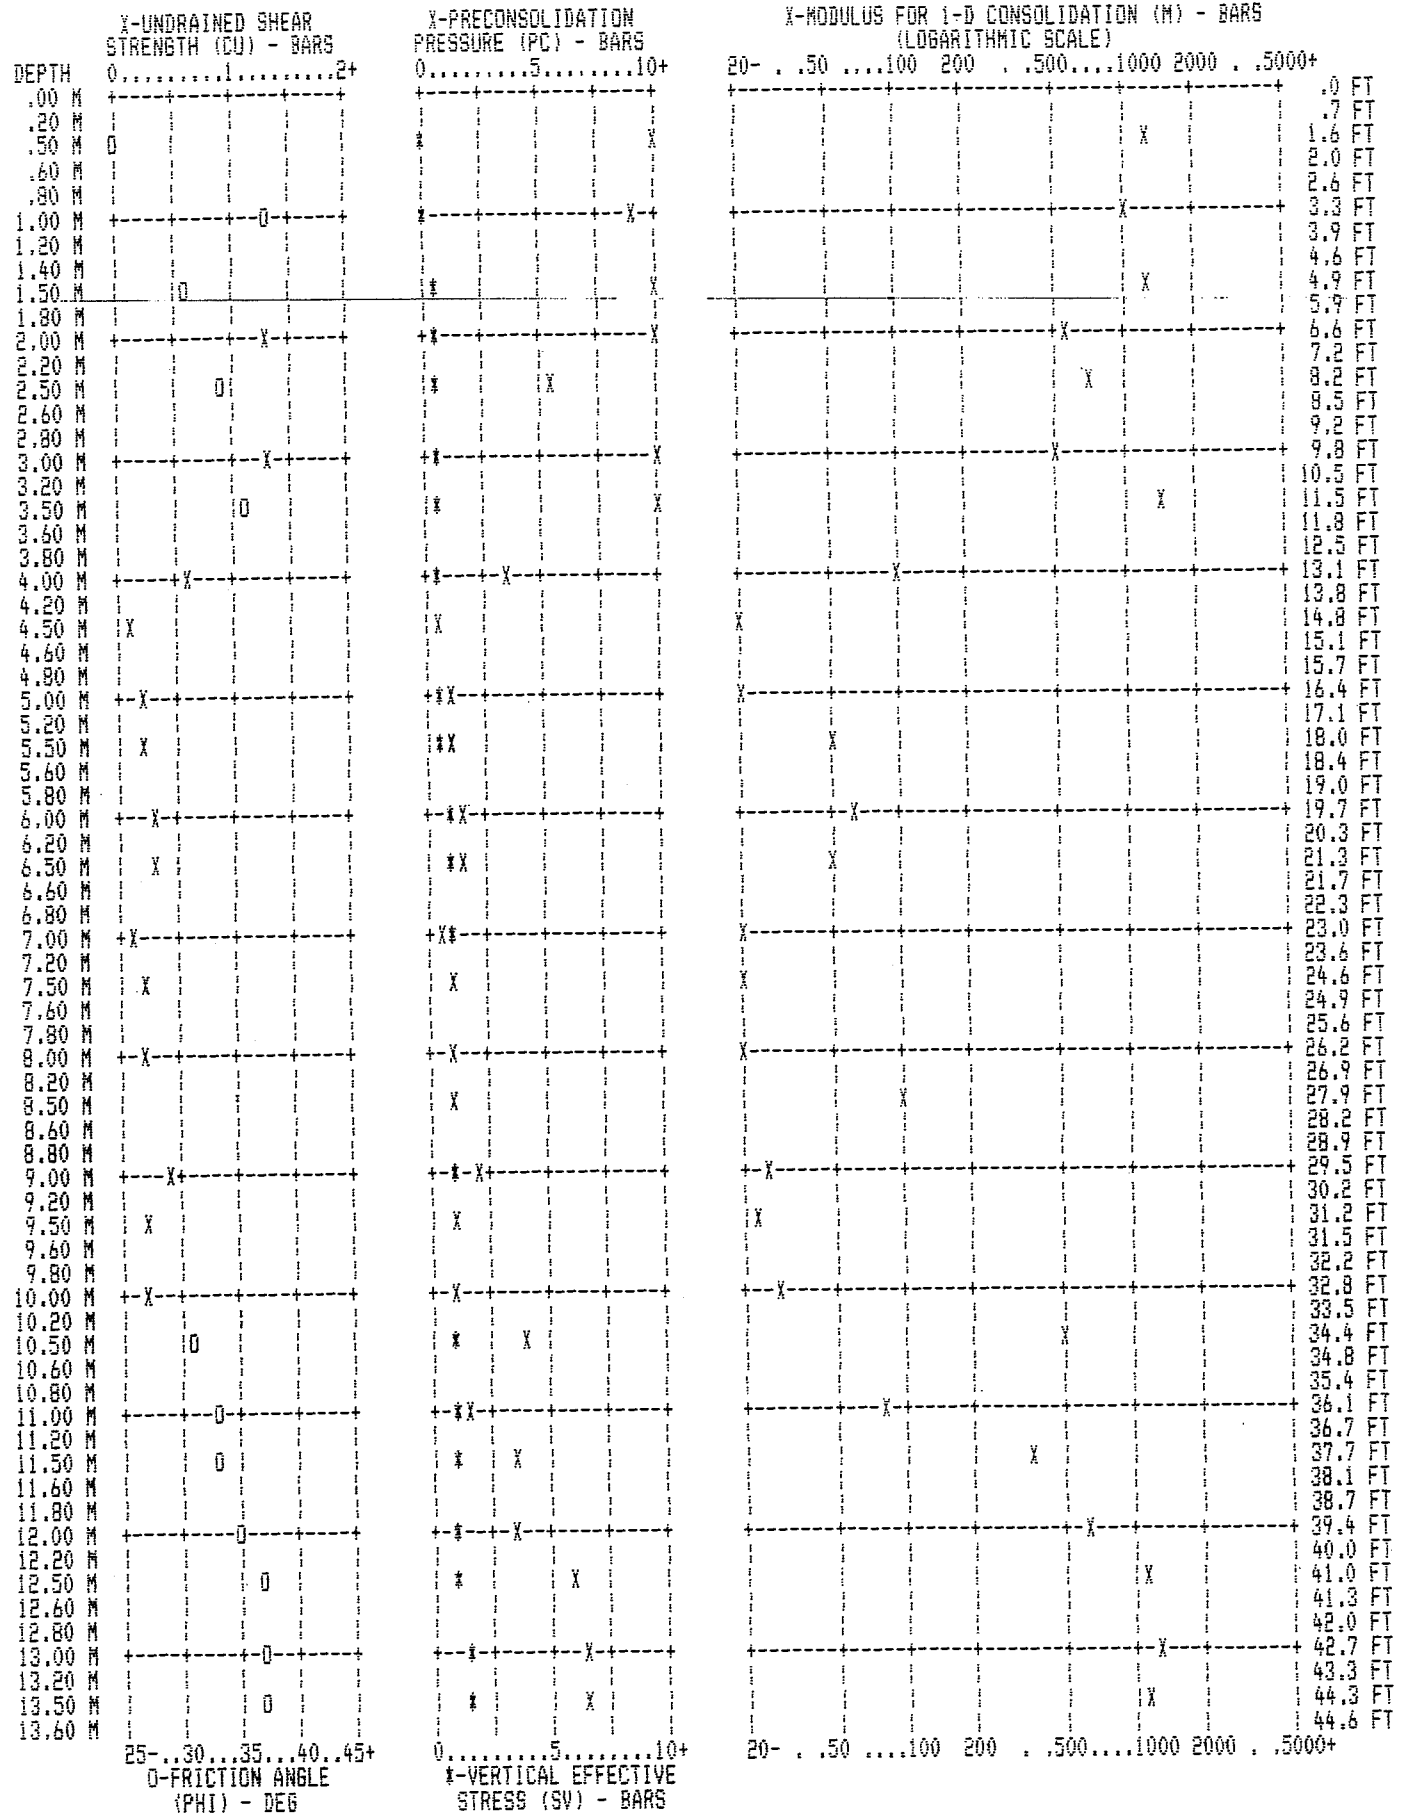 X-UNDRAINED SHEAR
STRENGTH (CU) - BARS
X-PRECONSOLIDATION
PRESSURE (PC) - BARS
X-MODULUS FOR 1-D CONSOLIDATION (M) - BARS
(LOGARITHMIC SCALE)
DEPTH 0.........1.........2+ 0.........5.........10+ 20- . .50 ....100 200 . .500....1000 2000 . .5000+
.00 M .0 FT
.20 M .7 FT
.50 M 1.6 FT
.60 M 2.0 FT
.80 M 2.6 FT
1.00 M 3.3 FT
1.20 M 3.9 FT
1.40 M 4.6 FT
1.50 M 4.9 FT
1.80 M 5.9 FT
2.00 M 6.6 FT
2.20 M 7.2 FT
2.50 M 8.2 FT
2.60 M 8.5 FT
2.80 M 9.2 FT
3.00 M 9.8 FT
3.20 M 10.5 FT
3.50 M 11.5 FT
3.60 M 11.8 FT
3.80 M 12.5 FT
4.00 M 13.1 FT
4.20 M 13.8 FT
4.50 M 14.8 FT
4.60 M 15.1 FT
4.80 M 15.7 FT
5.00 M 16.4 FT
5.20 M 17.1 FT
5.50 M 18.0 FT
5.60 M 18.4 FT
5.80 M 19.0 FT
6.00 M 19.7 FT
6.20 M 20.3 FT
6.50 M 21.3 FT
6.60 M 21.7 FT
6.80 M 22.3 FT
7.00 M 23.0 FT
7.20 M 23.6 FT
7.50 M 24.6 FT
7.60 M 24.9 FT
7.80 M 25.6 FT
8.00 M 26.2 FT
8.20 M 26.9 FT
8.50 M 27.9 FT
8.60 M 28.2 FT
8.80 M 28.9 FT
9.00 M 29.5 FT
9.20 M 30.2 FT
9.50 M 31.2 FT
9.60 M 31.5 FT
9.80 M 32.2 FT
10.00 M 32.8 FT
10.20 M 33.5 FT
10.50 M 34.4 FT
10.60 M 34.8 FT
10.80 M 35.4 FT
11.00 M 36.1 FT
11.20 M 36.7 FT
11.50 M 37.7 FT
11.60 M 38.1 FT
11.80 M 38.7 FT
12.00 M 39.4 FT
12.20 M 40.0 FT
12.50 M 41.0 FT
12.60 M 41.3 FT
12.80 M 42.0 FT
13.00 M 42.7 FT
13.20 M 43.3 FT
13.50 M 44.3 FT
13.60 M 44.6 FT
25-..30...35...40..45+ 0.........5.........10+ 20- . .50 ....100 200 . .500....1000 2000 . .5000+
O-FRICTION ANGLE
(PHI) - DEG
*-VERTICAL EFFECTIVE
STRESS (SV) - BARS